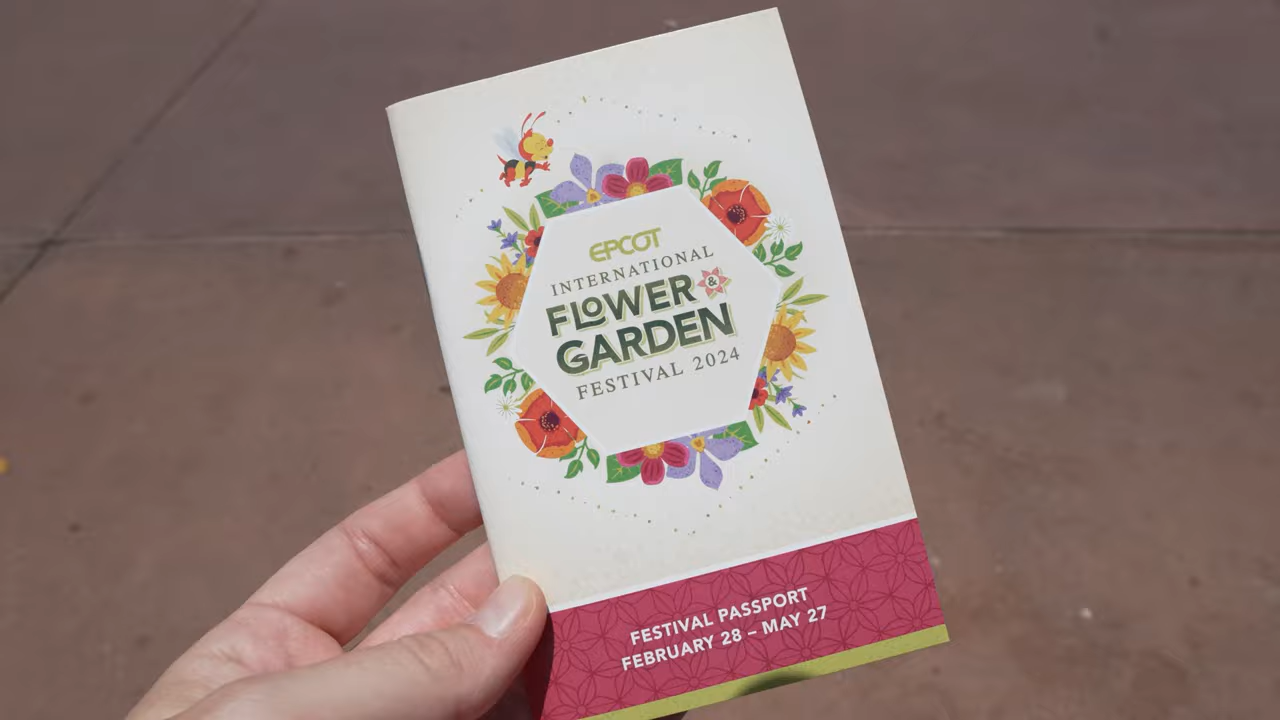 EPCOT
INTERNATIONAL
FLOWER &
GARDEN
FESTIVAL 2024
FESTIVAL PASSPORT
FEBRUARY 28 – MAY 27